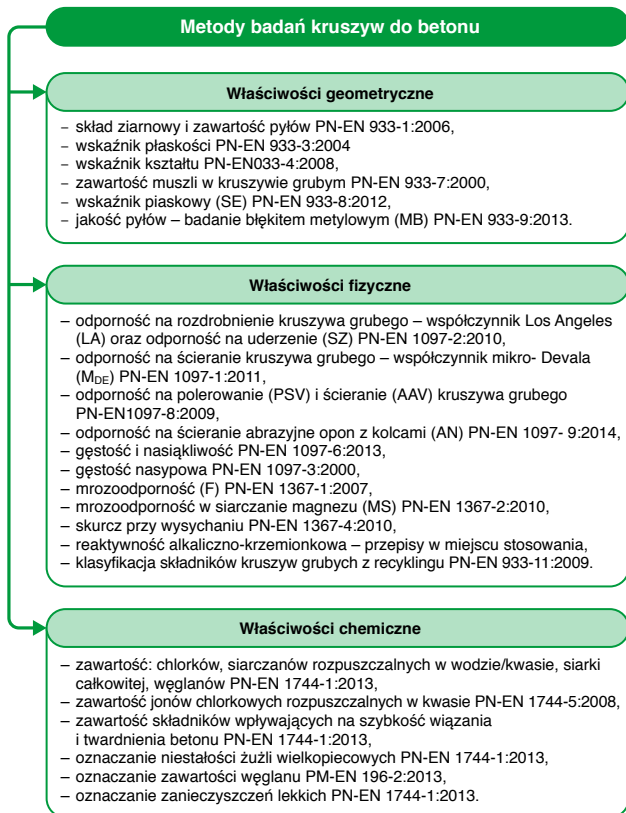 Metody badań kruszyw do betonu
Właściwości geometryczne
– skład ziarnowy i zawartość pyłów PN-EN 933-1:2006,
– wskaźnik płaskości PN-EN 933-3:2004
– wskaźnik kształtu PN-EN033-4:2008,
– zawartość muszli w kruszywie grubym PN-EN 933-7:2000,
– wskaźnik piaskowy (SE) PN-EN 933-8:2012,
– jakość pyłów – badanie błękitem metylowym (MB) PN-EN 933-9:2013.
Właściwości fizyczne
– odporność na rozdrobnienie kruszywa grubego – współczynnik Los Angeles
(LA) oraz odporność na uderzenie (SZ) PN-EN 1097-2:2010,
– odporność na ścieranie kruszywa grubego – współczynnik mikro- Devala
(MDE) PN-EN 1097-1:2011,
– odporność na polerowanie (PSV) i ścieranie (AAV) kruszywa grubego
PN-EN1097-8:2009,
– odporność na ścieranie abrazyjne opon z kolcami (AN) PN-EN 1097- 9:2014,
– gęstość i nasiąkliwość PN-EN 1097-6:2013,
– gęstość nasypowa PN-EN 1097-3:2000,
– mrozoodporność (F) PN-EN 1367-1:2007,
– mrozoodporność w siarczanie magnezu (MS) PN-EN 1367-2:2010,
– skurcz przy wysychaniu PN-EN 1367-4:2010,
– reaktywność alkaliczno-krzemionkowa – przepisy w miejscu stosowania,
– klasyfikacja składników kruszyw grubych z recyklingu PN-EN 933-11:2009.
Właściwości chemiczne
– zawartość: chlorków, siarczanów rozpuszczalnych w wodzie/kwasie, siarki
całkowitej, węglanów PN-EN 1744-1:2013,
– zawartość jonów chlorkowych rozpuszczalnych w kwasie PN-EN 1744-5:2008,
– zawartość składników wpływających na szybkość wiązania
i twardnienia betonu PN-EN 1744-1:2013,
– oznaczanie niestałości żużli wielkopiecowych PN-EN 1744-1:2013,
– oznaczanie zawartości węglanu PM-EN 196-2:2013,
– oznaczanie zanieczyszczeń lekkich PN-EN 1744-1:2013.